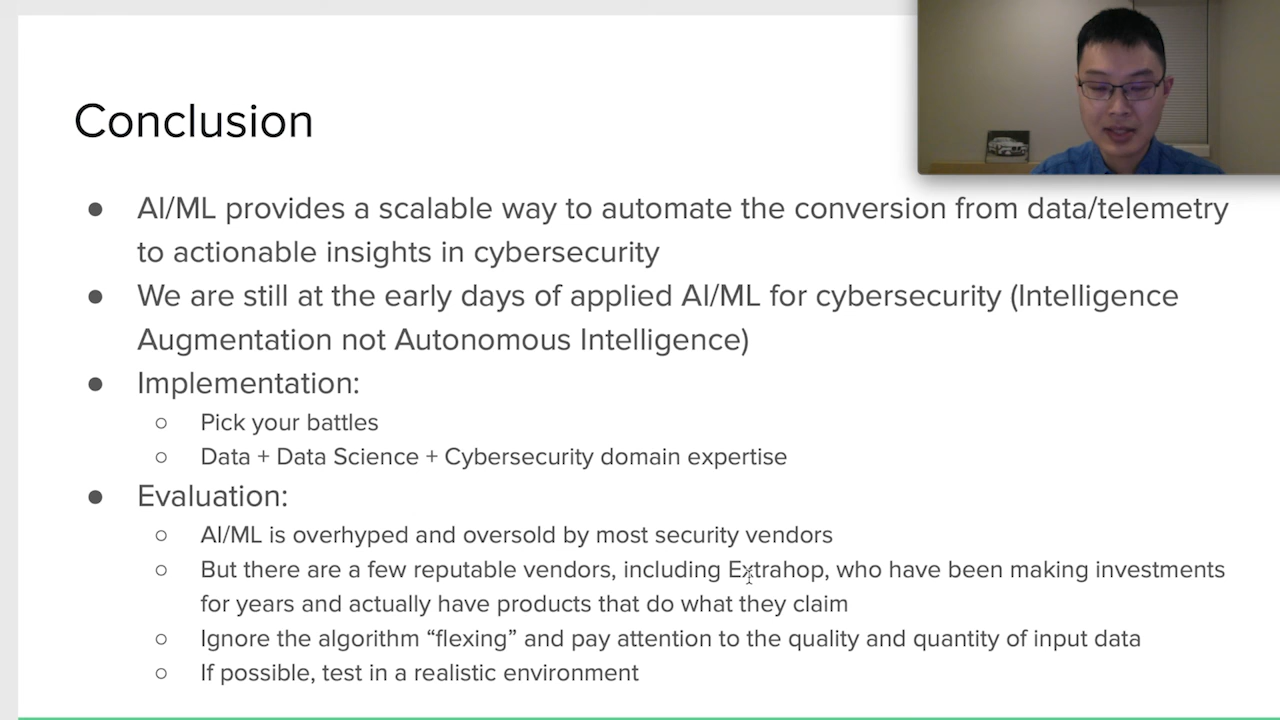 Conclusion
● AI/ML provides a scalable way to automate the conversion from data/telemetry
to actionable insights in cybersecurity
● We are still at the early days of applied AI/ML for cybersecurity (Intelligence
Augmentation not Autonomous Intelligence)
● Implementation:
○ Pick your battles
○ Data + Data Science + Cybersecurity domain expertise
● Evaluation:
○ AI/ML is overhyped and oversold by most security vendors
○ But there are a few reputable vendors, including Extrahop, who have been making investments
for years and actually have products that do what they claim
○ Ignore the algorithm “flexing” and pay attention to the quality and quantity of input data
○ If possible, test in a realistic environment